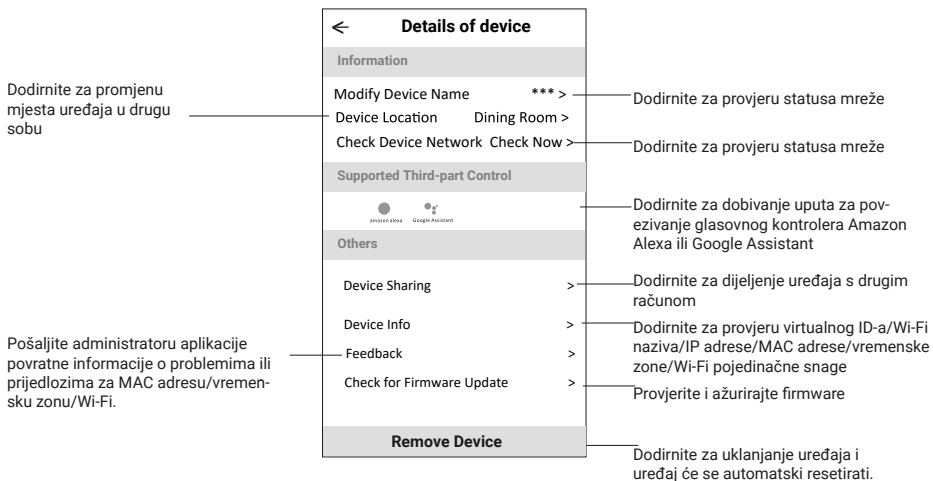 ← Details of device
Information
Dodirnite za promjenu
mjesta uređaja u drugu
sobu
Modify Device Name *** >
Dodirnite za provjeru statusa mreže
Device Location Dining Room >
Check Device Network Check Now >
Dodirnite za provjeru statusa mreže
Supported Third-part Control
amazon alexa Google Assistant
Dodirnite za dobivanje uputa za pov-
ezivanje glasovnog kontrolera Amazon
Alexa ili Google Assistant
Others
Device Sharing >
Dodirnite za dijeljenje uređaja s drugim
računom
Device Info >
Dodirnite za provjeru virtualnog ID-a/Wi-Fi
naziva/IP adrese/MAC adrese/vremenske
zone/Wi-Fi pojedinačne snage
Pošaljite administratoru aplikacije
povratne informacije o problemima ili
prijedlozima za MAC adresu/vremen-
sku zonu/Wi-Fi.
Feedback >
Check for Firmware Update >
Provjerite i ažurirajte firmware
Remove Device
Dodirnite za uklanjanje uređaja i
uređaj će se automatski resetirati.